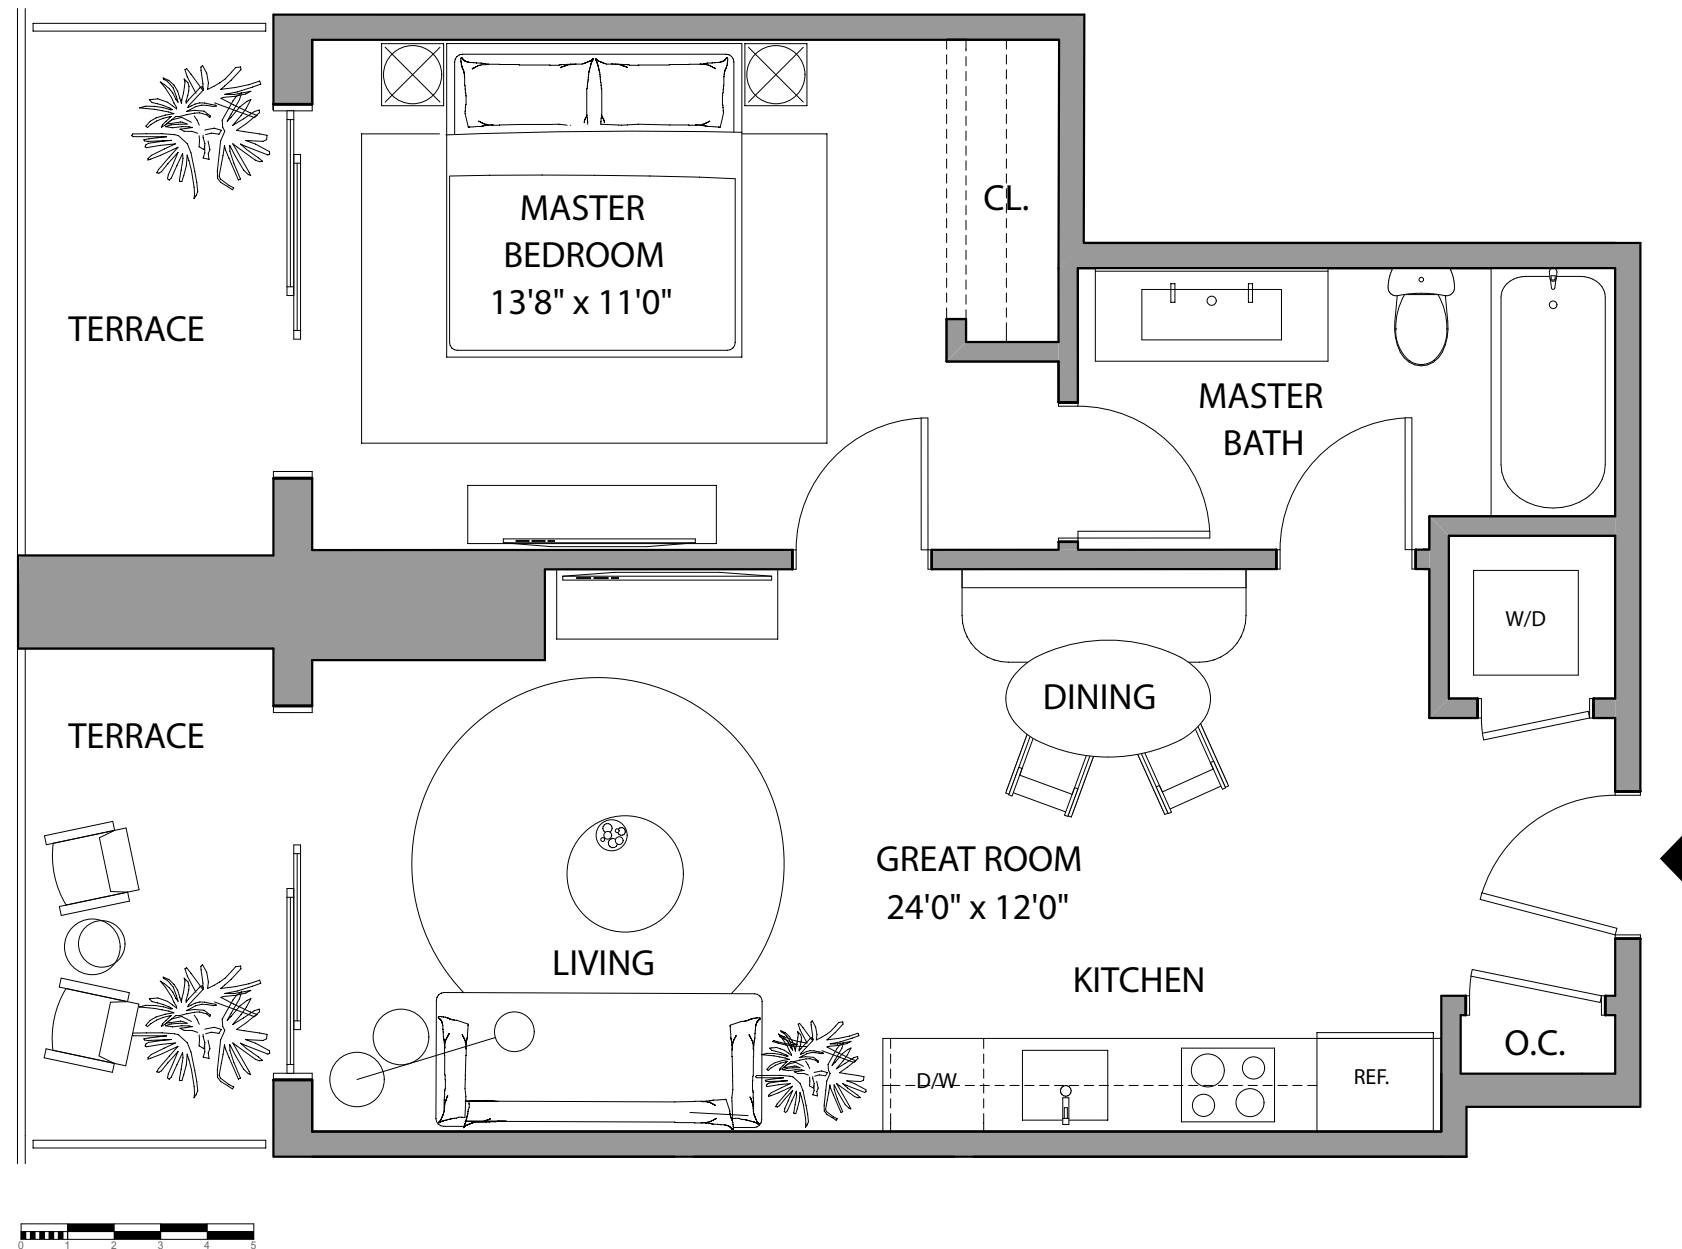 CL.
MASTER
BEDROOM
13'8" x 11'0"
TERRACE
MASTER
BATH
W/D
DINING
TERRACE
GREAT ROOM
24'0" x 12'0"
LIVING
KITCHEN
O.C.
D/W
REF.
0 1 2 3 4 5